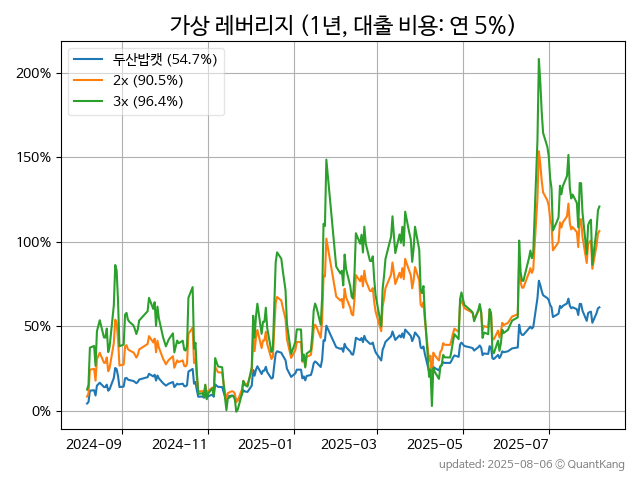 가상 레버리지 (1년, 대출 비용: 연 5%)
두산밥캣 (54.7%)
2x (90.5%)
3x (96.4%)
200%
150%
100%
50%
0%
2024-09 2024-11 2025-01 2025-03 2025-05 2025-07
updated: 2025-08-06 © QuantKang